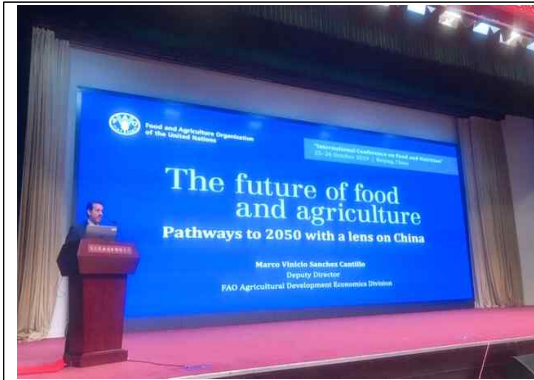 Food and Agriculture Organization
of the United Nations
"International Conference on Food and Nutrition"
25-26 October 2019 | Beijing, China
The future of food
and agriculture
Pathways to 2050 with a lens on China
Marco Vinicio Sanchez Cantillo
Deputy Director
FAO Agricultural Development Economics Division